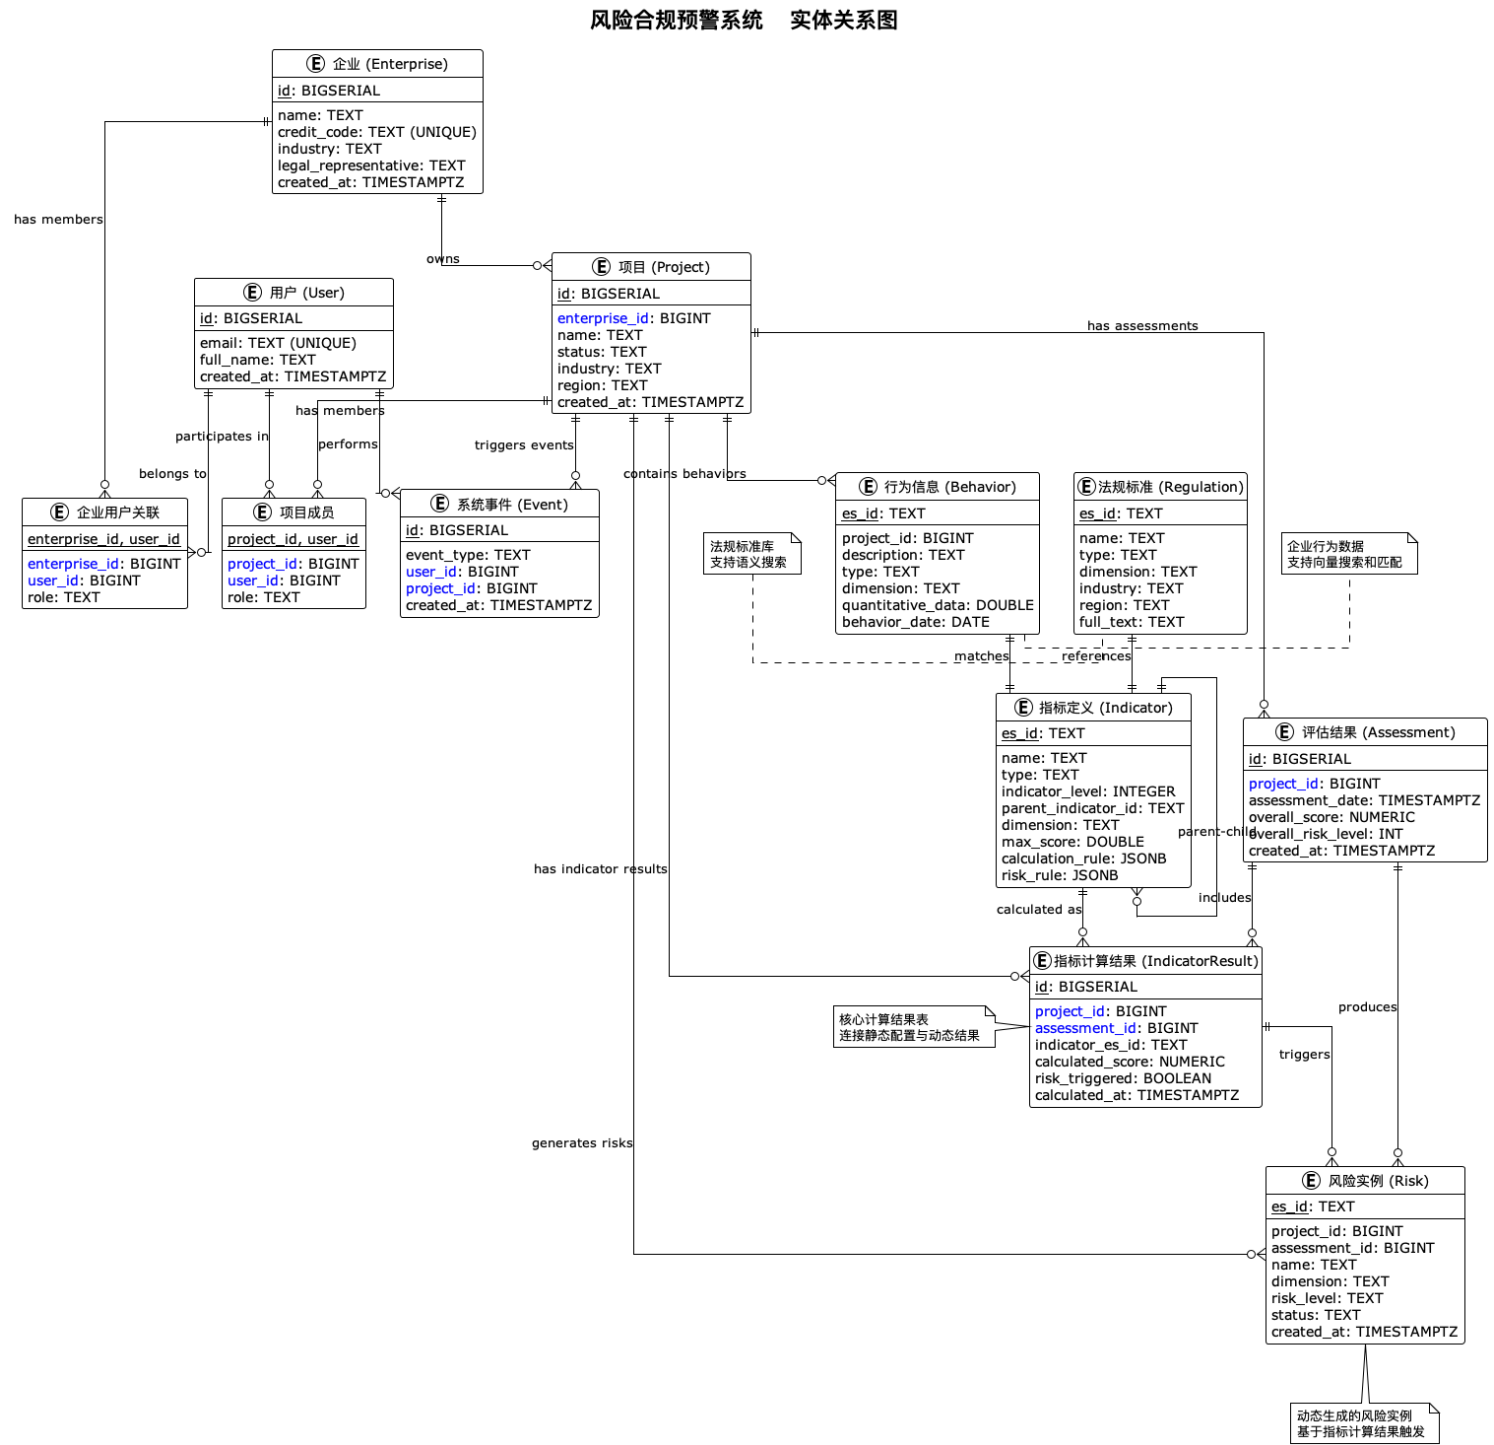 风险合规预警系统 实体关系图
E 企业 (Enterprise)
id: BIGSERIAL
name: TEXT
credit_code: TEXT (UNIQUE)
industry: TEXT
legal_representative: TEXT
created_at: TIMESTAMPTZ
has members
owns
E 项目 (Project)
id: BIGSERIAL
enterprise_id: BIGINT
name: TEXT
status: TEXT
industry: TEXT
region: TEXT
created_at: TIMESTAMPTZ
E 用户 (User)
id: BIGSERIAL
email: TEXT (UNIQUE)
full_name: TEXT
created_at: TIMESTAMPTZ
has assessments
has members
participates in
performs
triggers events
belongs to
contains behaviors
E 企业用户关联
enterprise_id, user_id
enterprise_id: BIGINT
user_id: BIGINT
role: TEXT
E 项目成员
project_id, user_id
project_id: BIGINT
user_id: BIGINT
role: TEXT
E 系统事件 (Event)
id: BIGSERIAL
event_type: TEXT
user_id: BIGINT
project_id: BIGINT
created_at: TIMESTAMPTZ
法规标准库
支持语义搜索
E 行为信息 (Behavior)
es_id: TEXT
project_id: BIGINT
description: TEXT
type: TEXT
dimension: TEXT
quantitative_data: DOUBLE
behavior_date: DATE
E 法规标准 (Regulation)
es_id: TEXT
name: TEXT
type: TEXT
dimension: TEXT
industry: TEXT
region: TEXT
full_text: TEXT
企业行为数据
支持向量搜索和匹配
matches
references
E 指标定义 (Indicator)
es_id: TEXT
name: TEXT
type: TEXT
indicator_level: INTEGER
parent_indicator_id: TEXT
dimension: TEXT
max_score: DOUBLE
calculation_rule: JSONB
risk_rule: JSONB
parent-child
E 评估结果 (Assessment)
id: BIGSERIAL
project_id: BIGINT
assessment_date: TIMESTAMPTZ
overall_score: NUMERIC
overall_risk_level: INT
created_at: TIMESTAMPTZ
has indicator results
calculated as
includes
E 指标计算结果 (IndicatorResult)
id: BIGSERIAL
project_id: BIGINT
assessment_id: BIGINT
indicator_es_id: TEXT
calculated_score: NUMERIC
risk_triggered: BOOLEAN
calculated_at: TIMESTAMPTZ
核心计算结果表
连接静态配置与动态结果
produces
triggers
generates risks
E 风险实例 (Risk)
es_id: TEXT
project_id: BIGINT
assessment_id: BIGINT
name: TEXT
dimension: TEXT
risk_level: TEXT
status: TEXT
created_at: TIMESTAMPTZ
动态生成的风险实例
基于指标计算结果触发